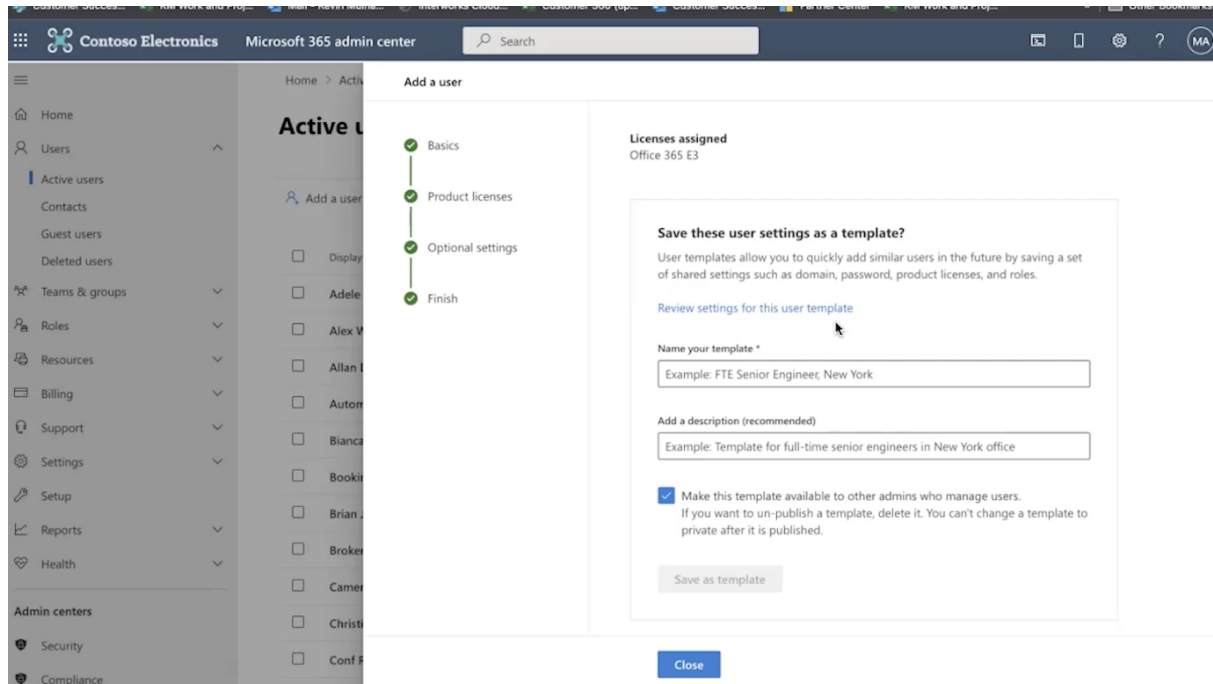 Contoso Electronics
Microsoft 365 admin center
Search
MA
Home
Users
Active users
Contacts
Guest users
Deleted users
Teams & groups
Roles
Resources
Billing
Support
Settings
Setup
Reports
Health
Admin centers
Security
Compliance
Home > Activ
Active u
Add a user
Display
Adele
Alex W
Allan
Autom
Bianca
Bookin
Brian
Broker
Camer
Christi
Conf
Add a user
Basics
Product licenses
Optional settings
Finish
Licenses assigned
Office 365 E3
Save these user settings as a template?
User templates allow you to quickly add similar users in the future by saving a set
of shared settings such as domain, password, product licenses, and roles.
Review settings for this user template
Name your template *
Example: FTE Senior Engineer, New York
Add a description (recommended)
Example: Template for full-time senior engineers in New York office
Make this template available to other admins who manage users.
If you want to un-publish a template, delete it. You can't change a template to
private after it is published.
Save as template
Close